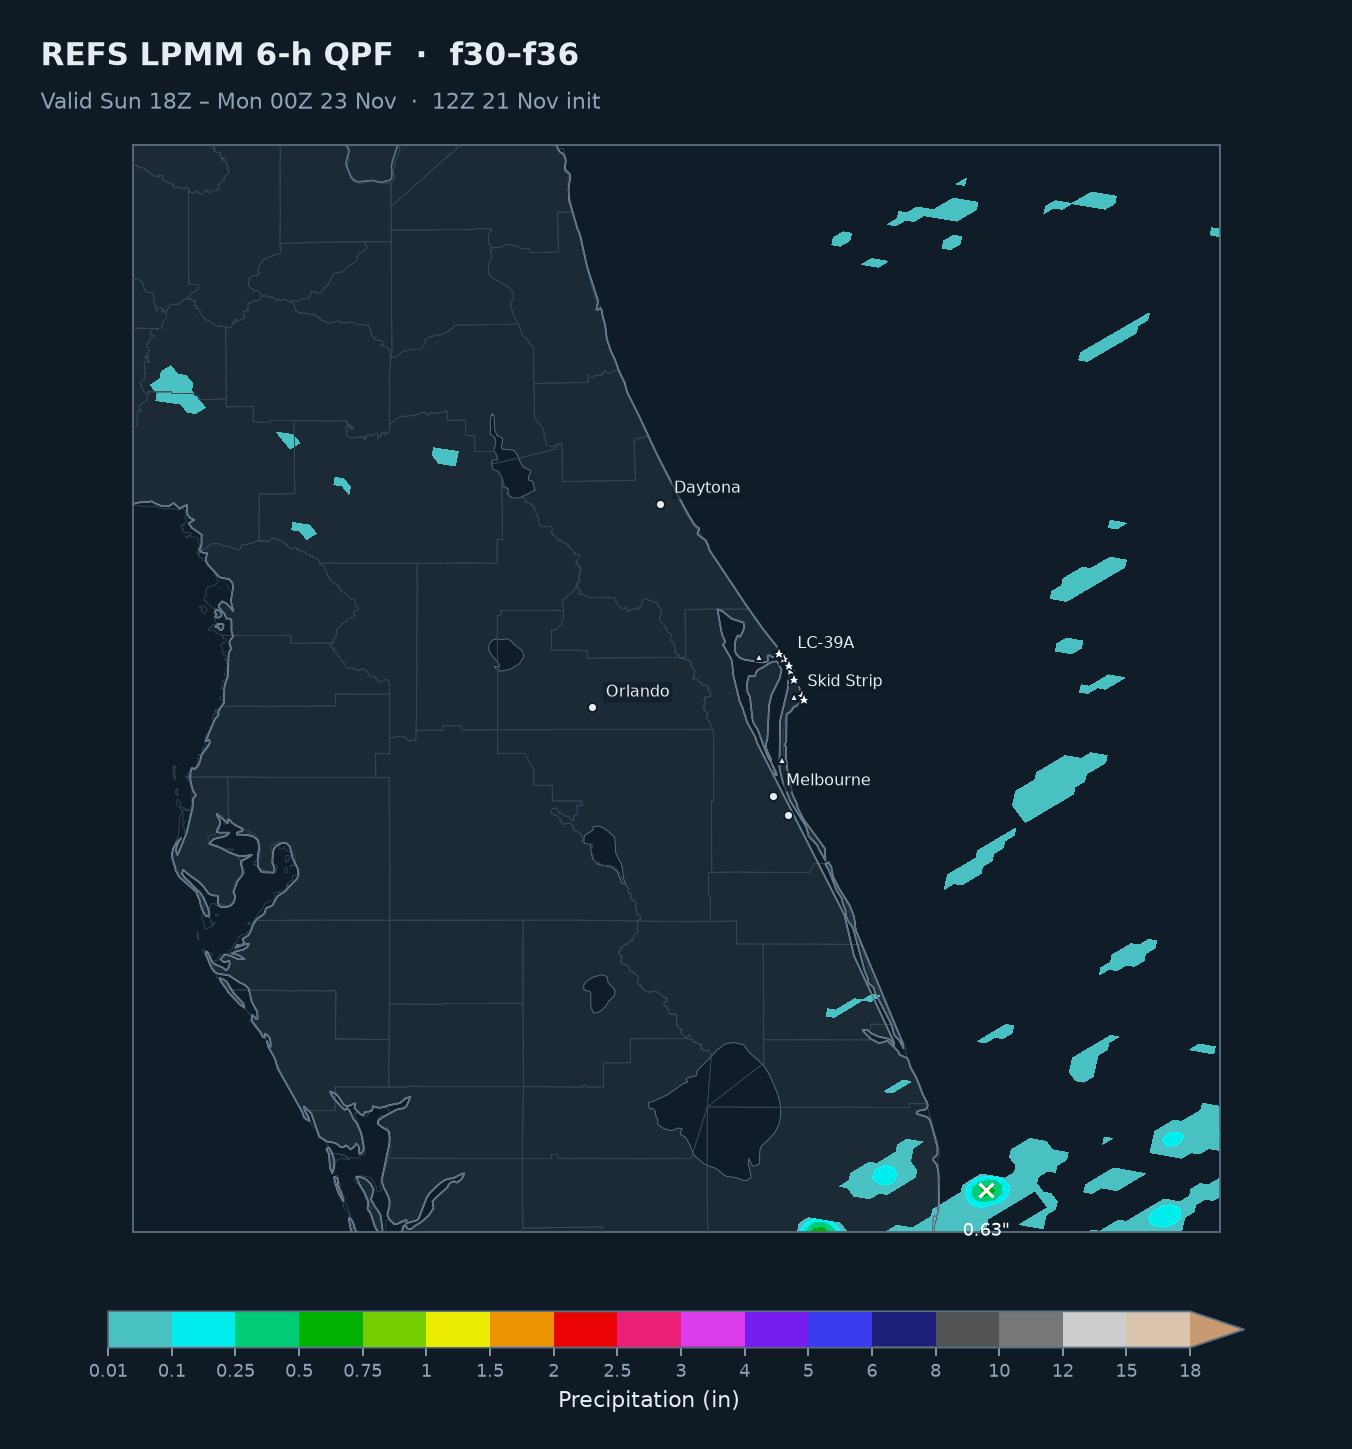 REFS LPMM 6-h QPF · f30–f36
Valid Sun 18Z – Mon 00Z 23 Nov · 12Z 21 Nov init
Daytona
LC-39A
Skid Strip
Orlando
Melbourne
0.63"
0.01 0.1 0.25 0.5 0.75 1 1.5 2 2.5 3 4 5 6 8 10 12 15 18
Precipitation (in)